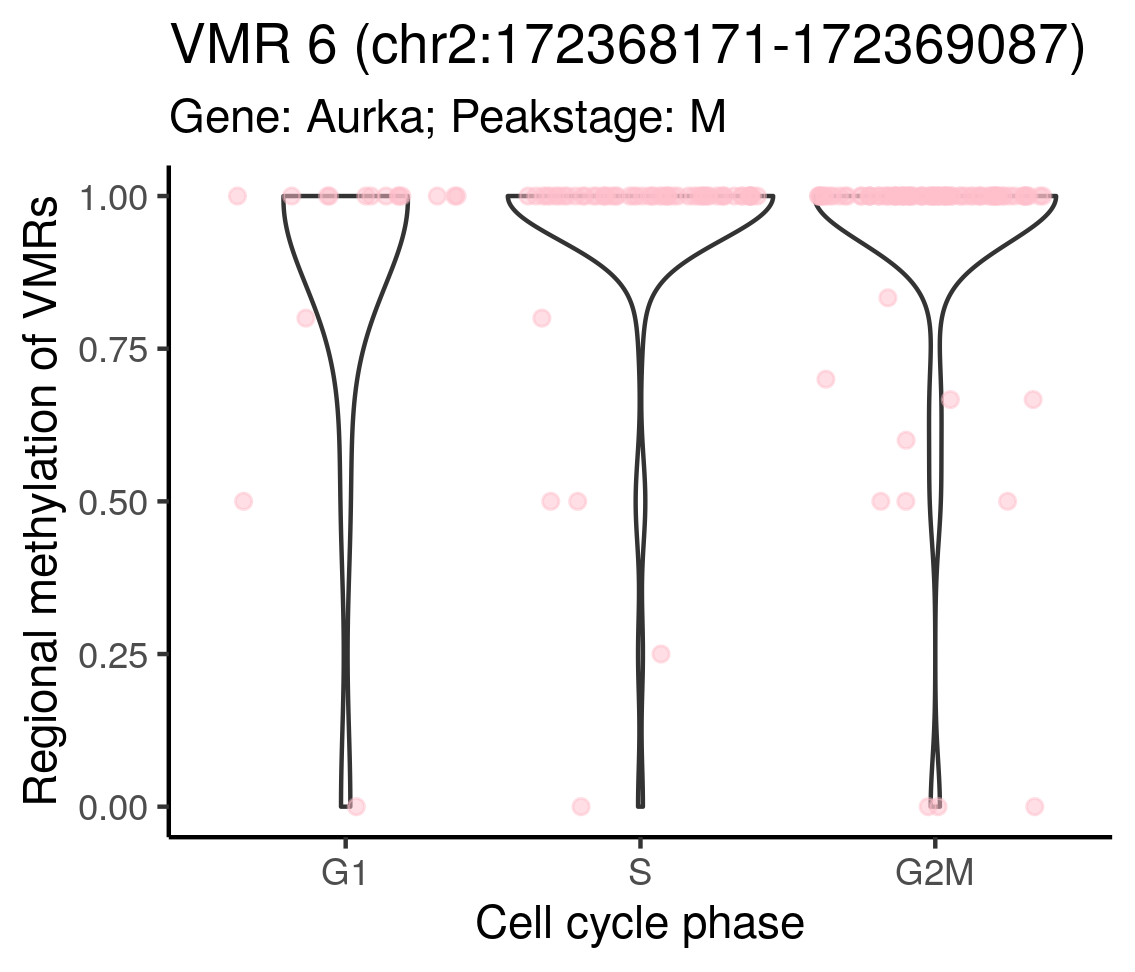 VMR 6 (chr2:172368171-172369087)
Gene: Aurka; Peakstage: M
Regional methylation of VMRs
1.00
0.75
0.50
0.25
0.00
G1 S G2M
Cell cycle phase